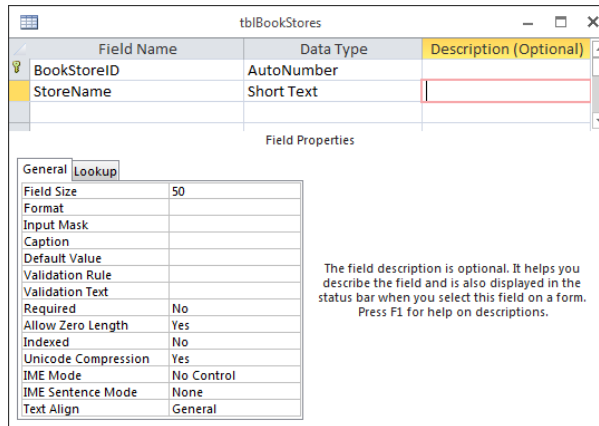 tblBookStores
Field Name Data Type Description (Optional)
BookStoreID AutoNumber
StoreName Short Text
Field Properties
General Lookup
Field Size 50
Format
Input Mask
Caption
Default Value
Validation Rule
Validation Text
Required No
Allow Zero Length Yes
Indexed No
Unicode Compression Yes
IME Mode No Control
IME Sentence Mode None
Text Align General
The field description is optional. It helps you
describe the field and is also displayed in the
status bar when you select this field on a form.
Press F1 for help on descriptions.